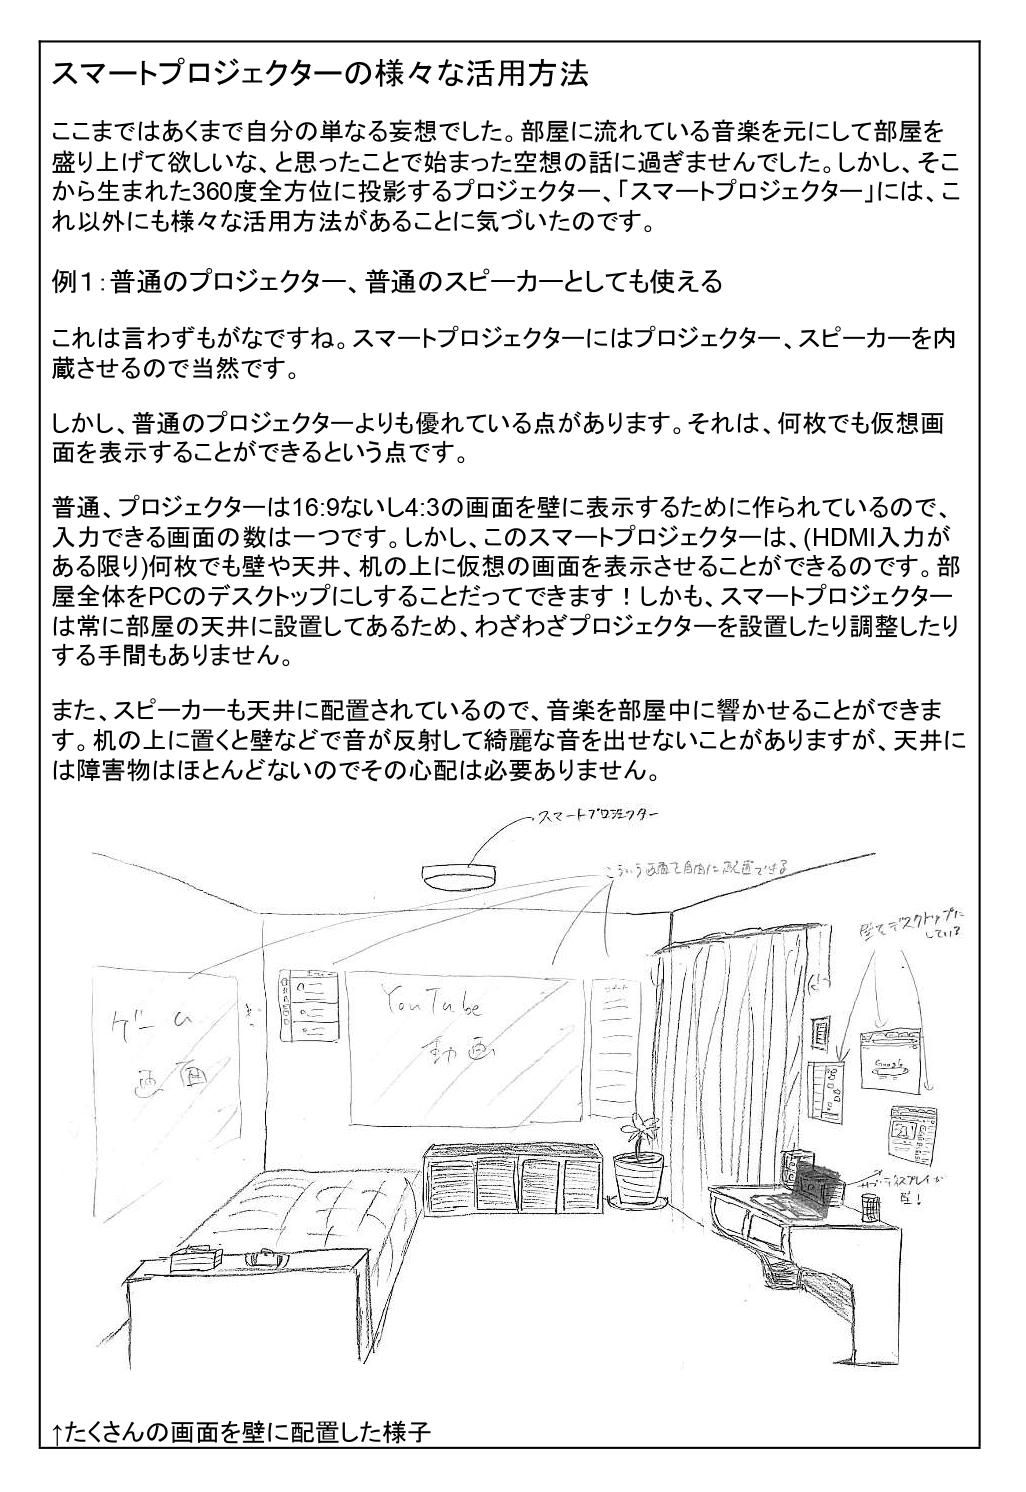 スマートプロジェクターの様々な活用方法
ここまではあくまで自分の単なる妄想でした。部屋に流れている音楽を元にして部屋を
盛り上げて欲しいな、と思ったことで始まった空想の話に過ぎませんでした。しかし、そこ
から生まれた360度全方位に投影するプロジェクター、「スマートプロジェクター」には、こ
れ以外にも様々な活用方法があることに気づいたのです。
例１：普通のプロジェクター、普通のスピーカーとしても使える
これは言わずもがなですね。スマートプロジェクターにはプロジェクター、スピーカーを内
蔵させるので当然です。
しかし、普通のプロジェクターよりも優れている点があります。それは、何枚でも仮想画
面を表示することができるという点です。
普通、プロジェクターは16:9ないし4:3の画面を壁に表示するために作られているので、
入力できる画面の数は一つです。しかし、このスマートプロジェクターは、(HDMI入力が
ある限り)何枚でも壁や天井、机の上に仮想の画面を表示させることができるのです。部
屋全体をPCのデスクトップにしすることだってできます！しかも、スマートプロジェクター
は常に部屋の天井に設置してあるため、わざわざプロジェクターを設置したり調整したり
する手間もありません。
また、スピーカーも天井に配置されているので、音楽を部屋中に響かせることができま
す。机の上に置くと壁などで音が反射して綺麗な音を出せないことがありますが、天井に
は障害物はほとんどないのでその心配は必要ありません。
スマートプロジェクター
こういう画面を自由に配置できる
壁をデスクトップに
している
ゲーム
画面
YouTube
動画
Google
サブディスプレイが
壁！
↑たくさんの画面を壁に配置した様子